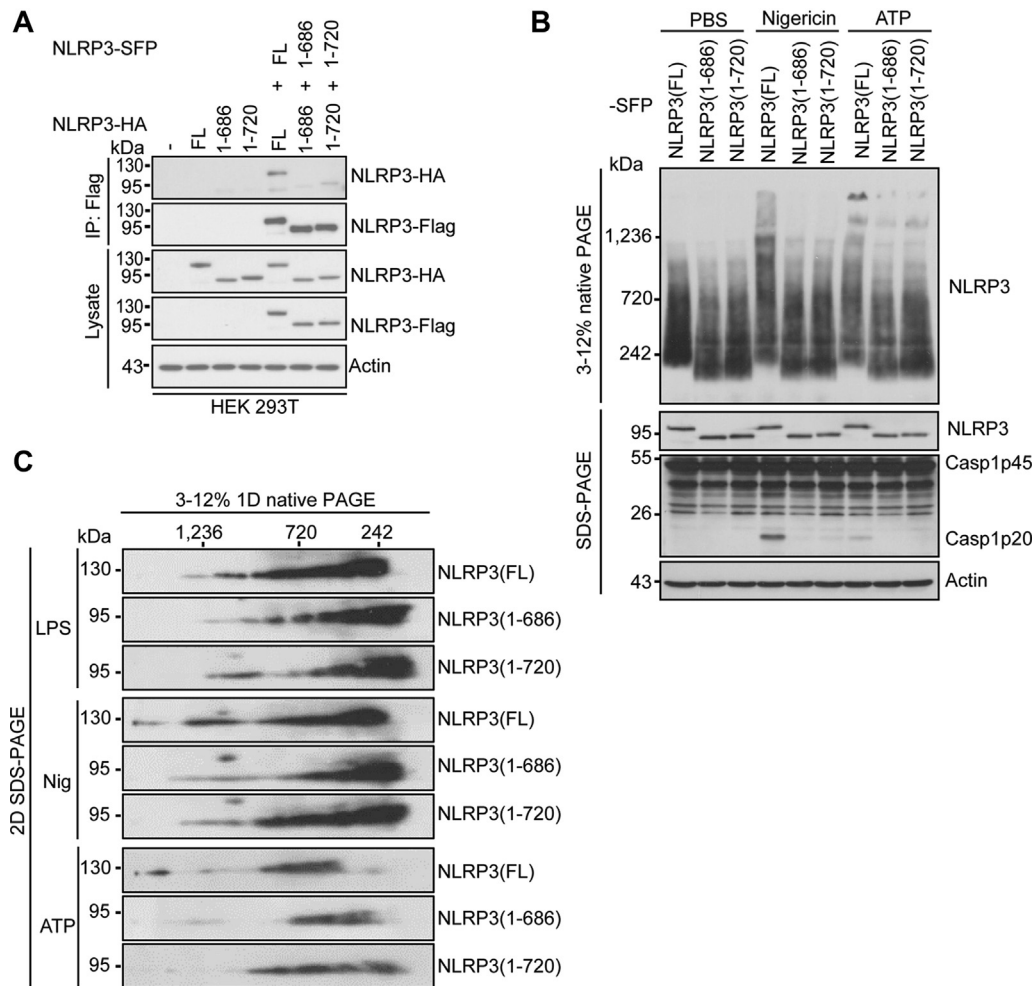 A
NLRP3-SFP
+ FL
+ 1-686
+ 1-720
NLRP3-HA
-
FL
1-686
1-720
FL
1-686
1-720
kDa
IP: Flag
130
95
NLRP3-HA
130
95
NLRP3-Flag
Lysate
130
95
NLRP3-HA
130
95
NLRP3-Flag
43
Actin
HEK 293T
B
PBS
Nigericin
ATP
-SFP
NLRP3(FL)
NLRP3(1-686)
NLRP3(1-720)
NLRP3(FL)
NLRP3(1-686)
NLRP3(1-720)
NLRP3(FL)
NLRP3(1-686)
NLRP3(1-720)
kDa
3-12% native PAGE
1,236
720
242
NLRP3
SDS-PAGE
95
NLRP3
55
Casp1p45
26
Casp1p20
43
Actin
C
3-12% 1D native PAGE
kDa
1,236
720
242
2D SDS-PAGE
LPS
130
NLRP3(FL)
95
NLRP3(1-686)
95
NLRP3(1-720)
Nig
130
NLRP3(FL)
95
NLRP3(1-686)
95
NLRP3(1-720)
ATP
130
NLRP3(FL)
95
NLRP3(1-686)
95
NLRP3(1-720)